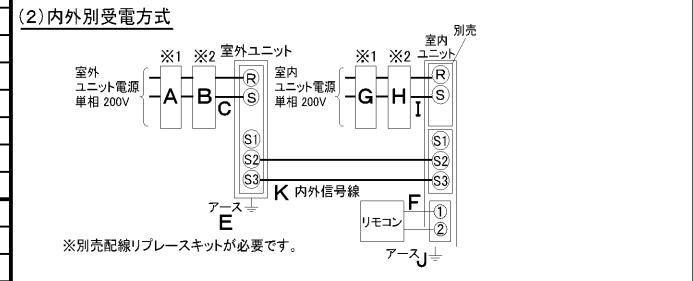 (2)内外別受電方式
別売
※1 ※2 室外ユニット
※1 ※2 室内ユニット
室外
ユニット電源
単相 200V
A B C
R
S
S1
S2
S3
室内
ユニット電源
単相 200V
G H I
R
S
S1
S2
S3
K 内外信号線
アース
E
リモコン
F
①
②
アース J
※別売配線リプレースキットが必要です。